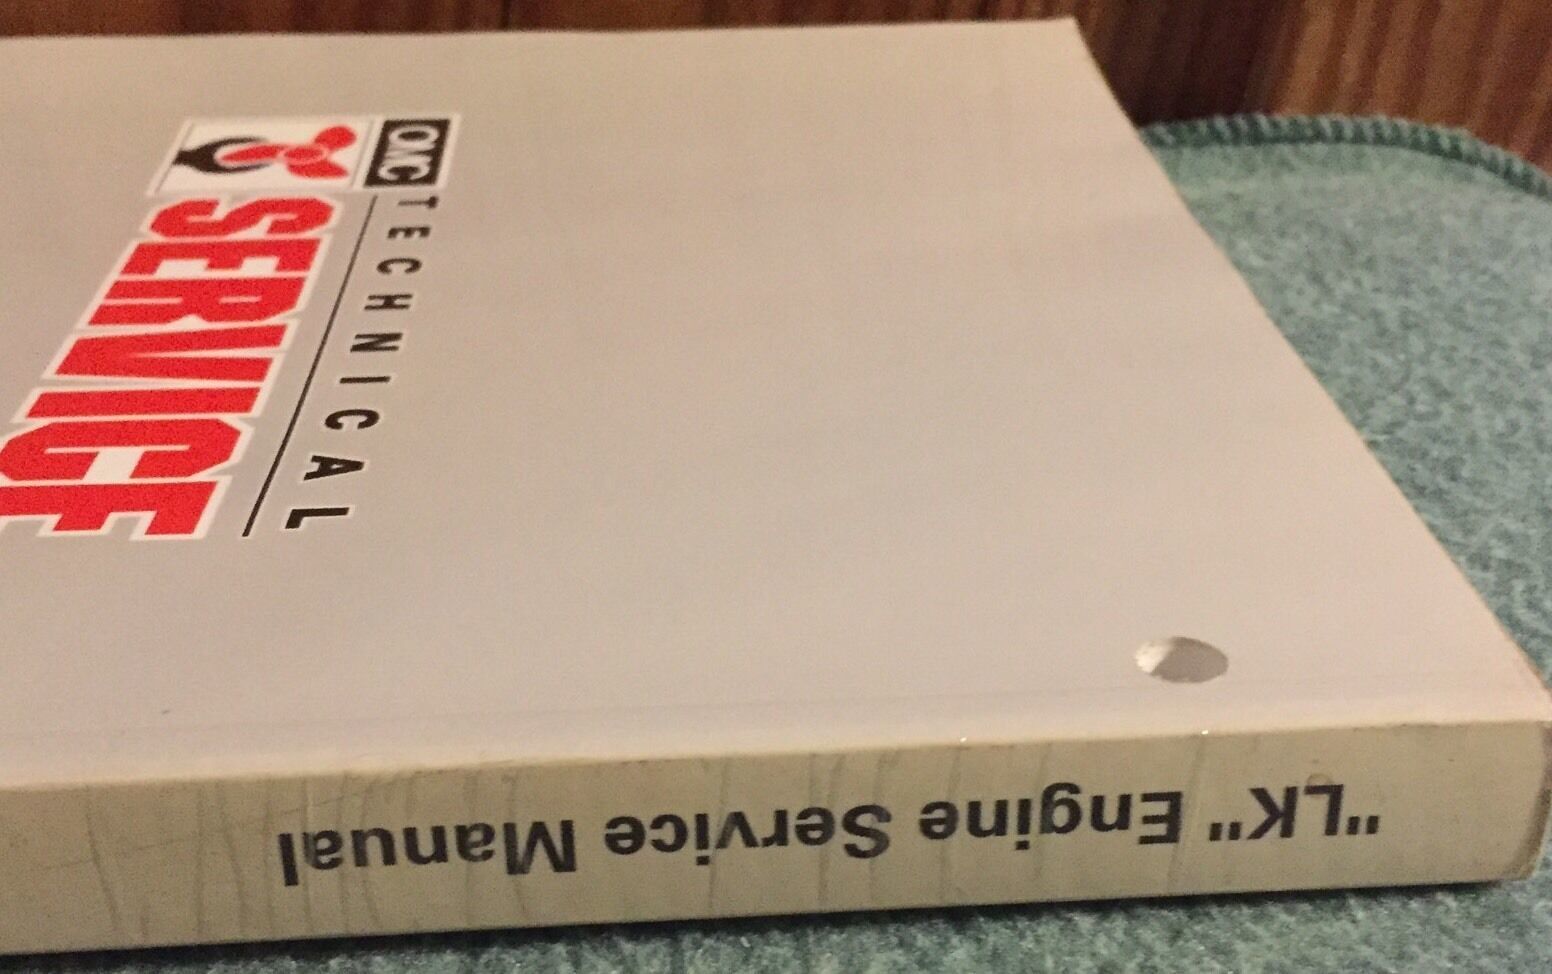 OMC TECHNICAL
SERVICE
"LK" Engine Service Manual